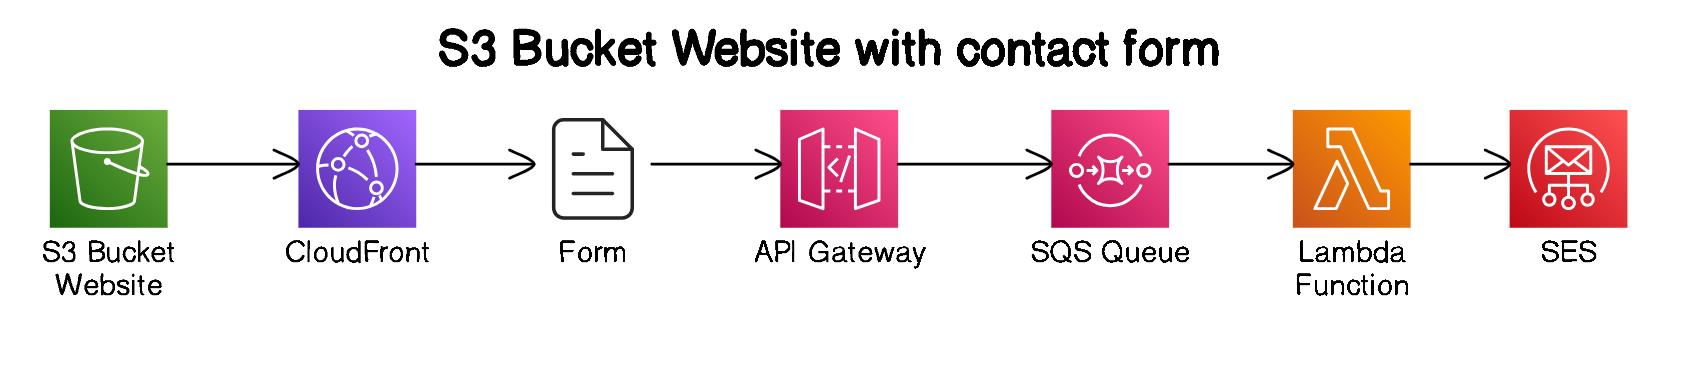 S3 Bucket Website with contact form
S3 Bucket
Website
CloudFront
Form
API Gateway
SQS Queue
Lambda
Function
SES